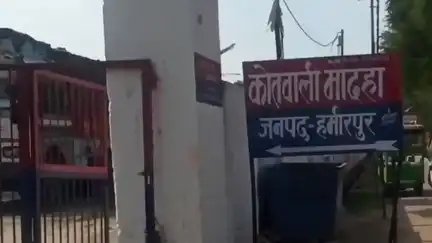 कोतवाली मौदहा
जनपद-हमीरपुर